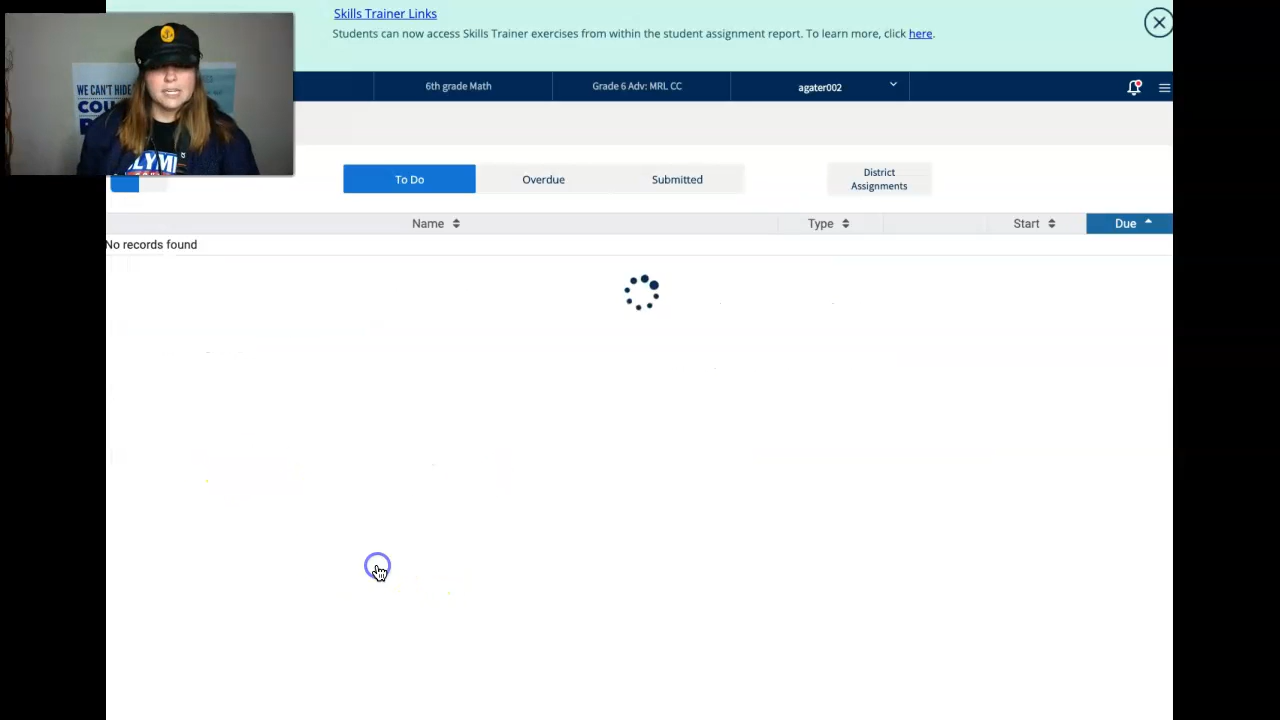 Skills Trainer Links
Students can now access Skills Trainer exercises from within the student assignment report. To learn more, click here.
WE CAN'T HIDE
6th grade Math
Grade 6 Adv: MRL CC
agater002
To Do
Overdue
Submitted
District
Assignments
Name
Type
Start
Due
No records found